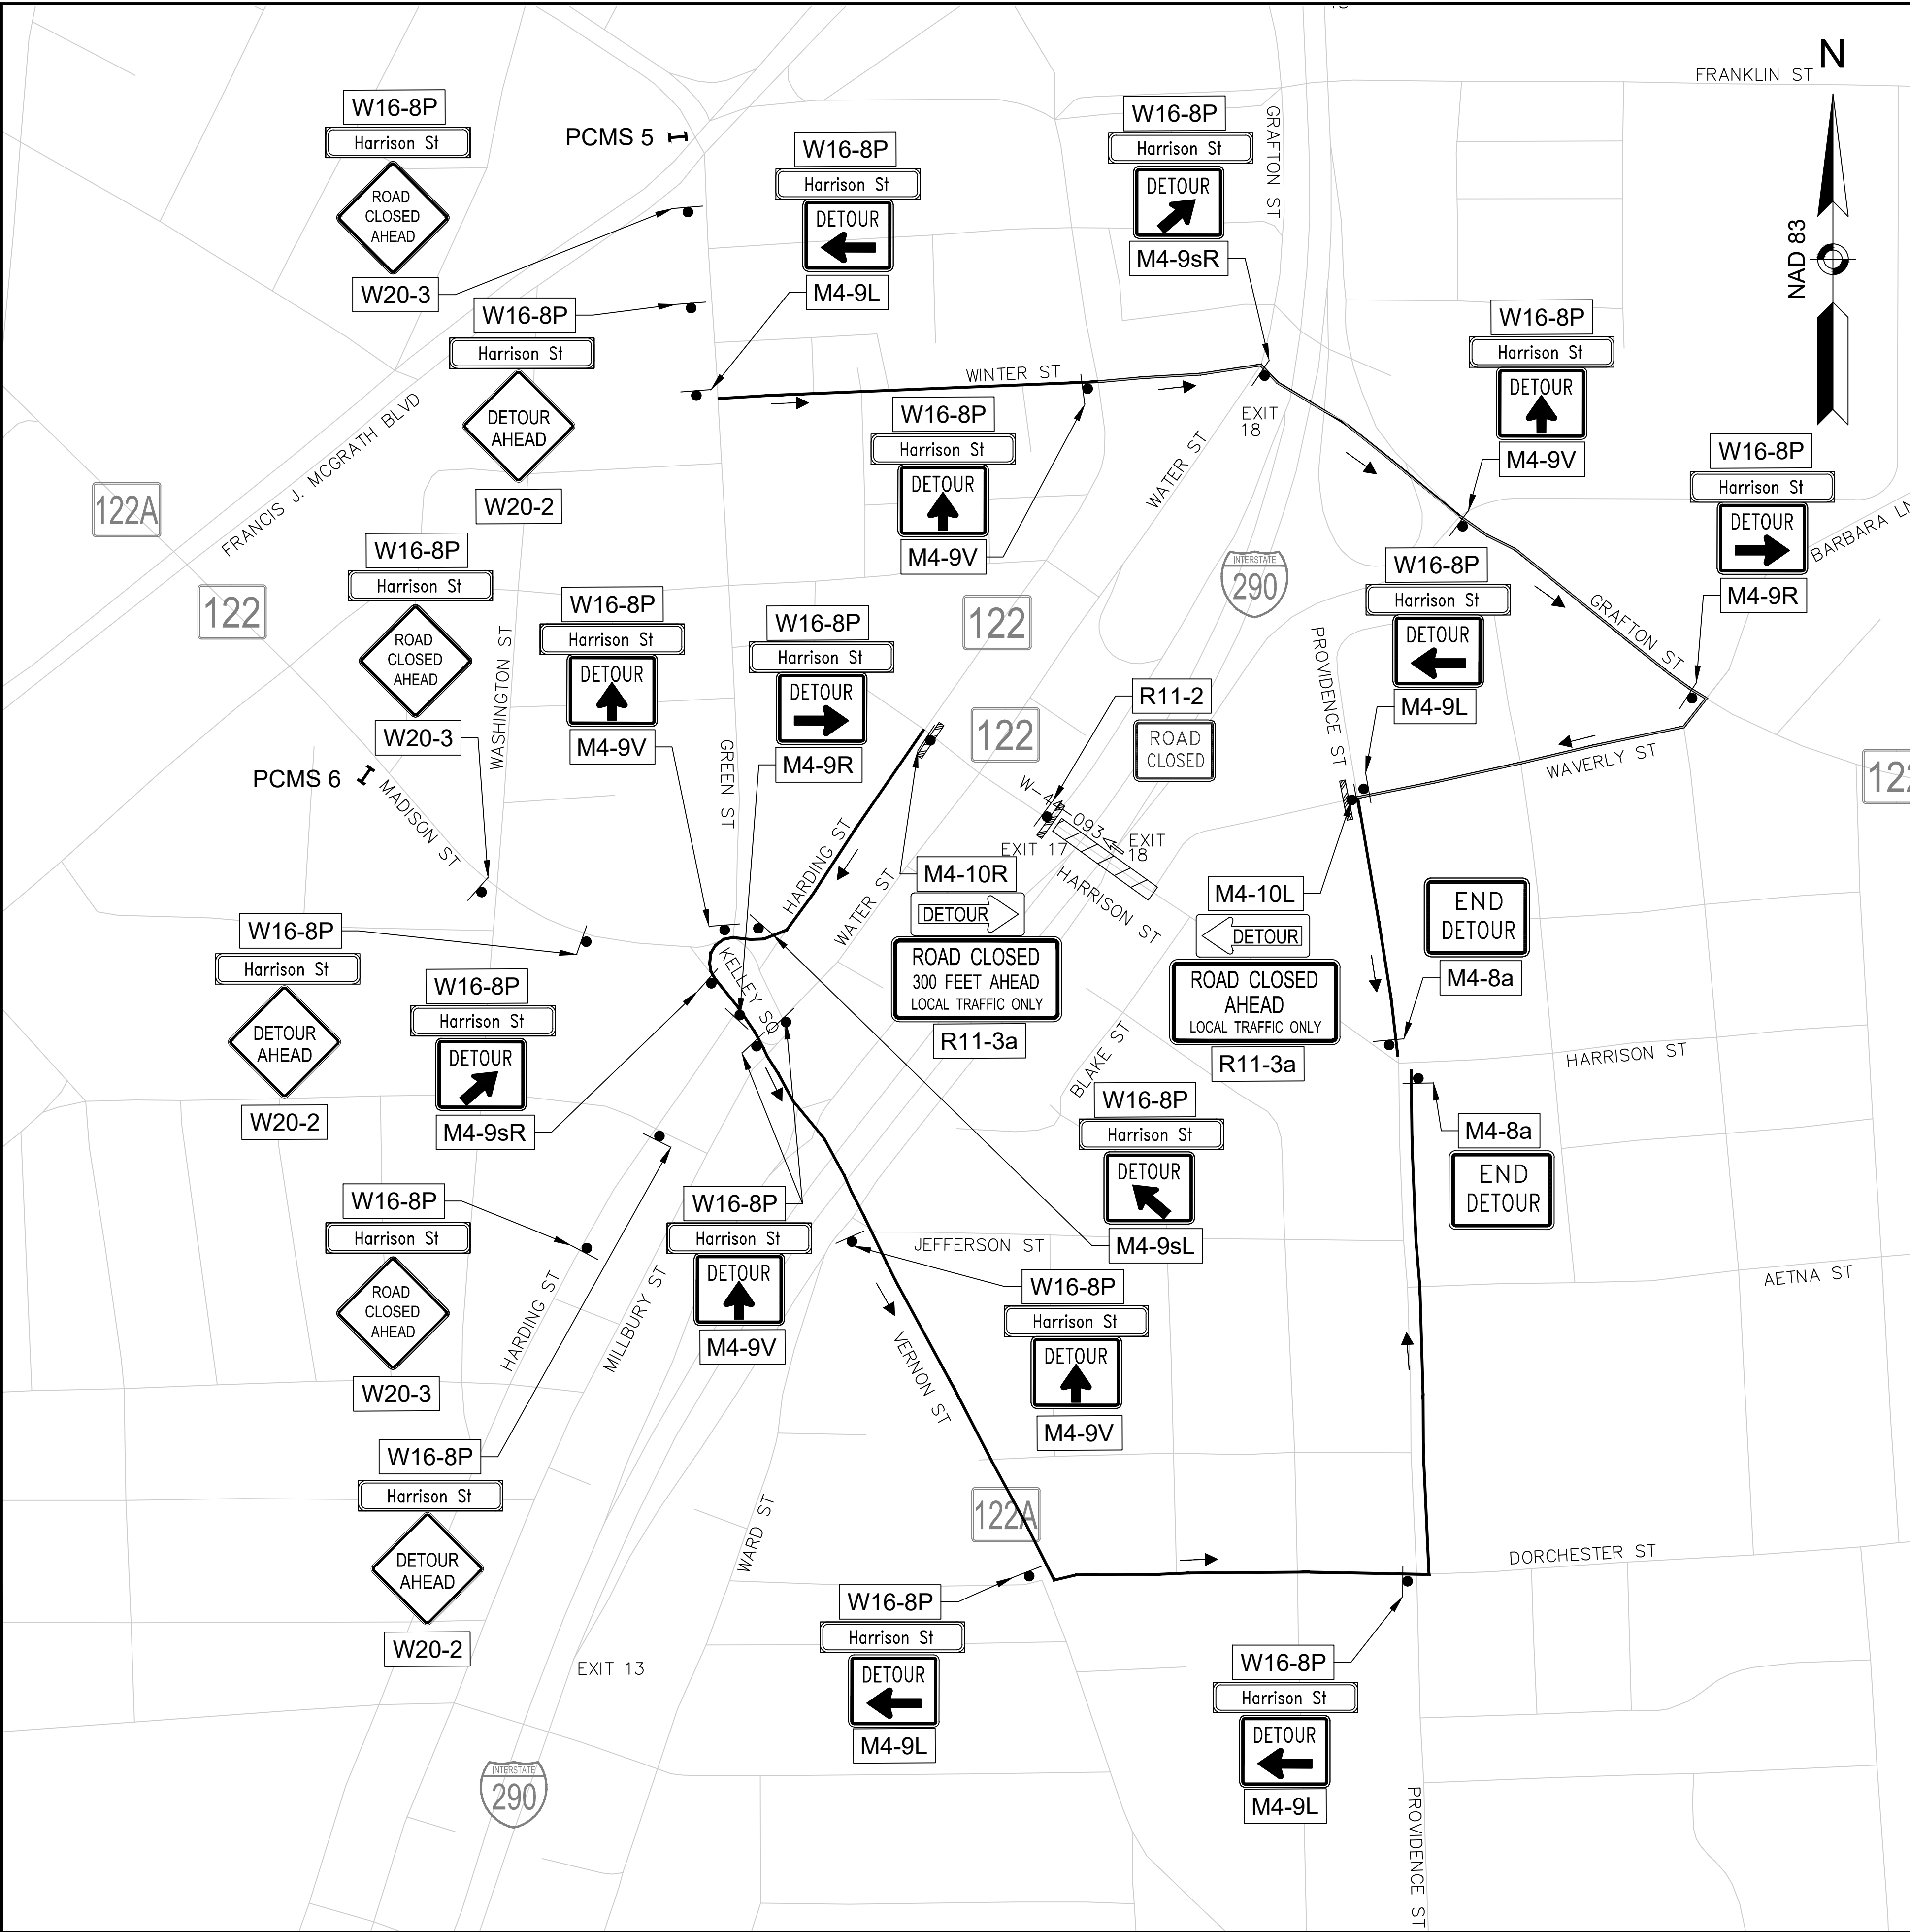 N
FRANKLIN ST
NAD 83
W16-8P
Harrison St
ROAD
CLOSED
AHEAD
W20-3
PCMS 5
W16-8P
Harrison St
DETOUR
M4-9L
W16-8P
Harrison St
DETOUR
M4-9sR
GRAFTON ST
W16-8P
Harrison St
DETOUR
AHEAD
W20-2
WINTER ST
EXIT
18
W16-8P
Harrison St
DETOUR
M4-9V
W16-8P
Harrison St
DETOUR
M4-9V
W16-8P
Harrison St
DETOUR
M4-9R
BARBARA LN
WATER ST
FRANCIS J. MCGRATH BLVD
122A
122
INTERSTATE
290
122
122
W16-8P
Harrison St
ROAD
CLOSED
AHEAD
W20-3
WASHINGTON ST
W16-8P
Harrison St
DETOUR
M4-9V
W16-8P
Harrison St
DETOUR
M4-9R
GREEN ST
R11-2
ROAD
CLOSED
PROVIDENCE ST
W16-8P
Harrison St
DETOUR
M4-9L
GRAFTON ST
WAVERLY ST
122
PCMS 6
MADISON ST
HARDING ST
WATER ST
W-44-093
EXIT 17
EXIT
18
HARRISON ST
M4-10R
DETOUR
ROAD CLOSED
300 FEET AHEAD
LOCAL TRAFFIC ONLY
R11-3a
M4-10L
DETOUR
ROAD CLOSED
AHEAD
LOCAL TRAFFIC ONLY
R11-3a
END
DETOUR
M4-8a
W16-8P
Harrison St
DETOUR
AHEAD
W20-2
W16-8P
Harrison St
DETOUR
M4-9sR
KELLEY SQ
BLAKE ST
HARRISON ST
W16-8P
Harrison St
DETOUR
M4-9sL
M4-8a
END
DETOUR
W16-8P
Harrison St
ROAD
CLOSED
AHEAD
W20-3
HARDING ST
MILLBURY ST
W16-8P
Harrison St
DETOUR
M4-9V
JEFFERSON ST
W16-8P
Harrison St
DETOUR
M4-9V
AETNA ST
VERNON ST
W16-8P
Harrison St
DETOUR
AHEAD
W20-2
WARD ST
122A
DORCHESTER ST
EXIT 13
W16-8P
Harrison St
DETOUR
M4-9L
W16-8P
Harrison St
DETOUR
M4-9L
INTERSTATE
290
PROVIDENCE ST